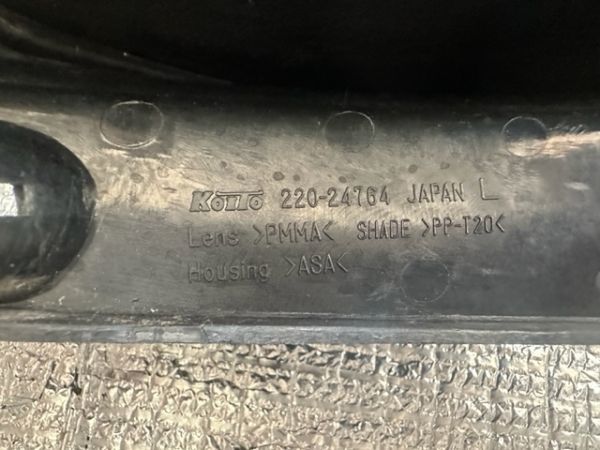 KOITO 220-24764 JAPAN L
Lens >PMMA< SHADE >PP-T20<
Housing >ASA<